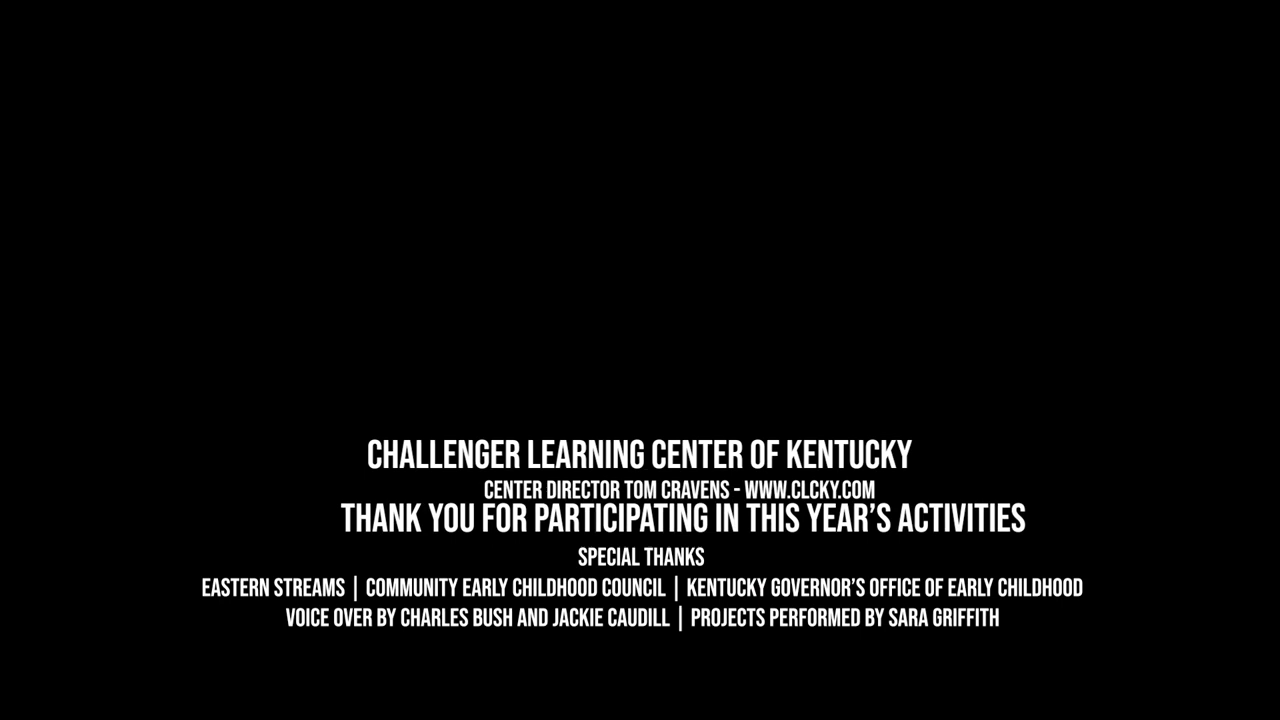 CHALLENGER LEARNING CENTER OF KENTUCKY
CENTER DIRECTOR TOM CRAVENS - WWW.CLCKY.COM
THANK YOU FOR PARTICIPATING IN THIS YEAR’S ACTIVITIES
SPECIAL THANKS
EASTERN STREAMS | COMMUNITY EARLY CHILDHOOD COUNCIL | KENTUCKY GOVERNOR’S OFFICE OF EARLY CHILDHOOD
VOICE OVER BY CHARLES BUSH AND JACKIE CAUDILL | PROJECTS PERFORMED BY SARA GRIFFITH